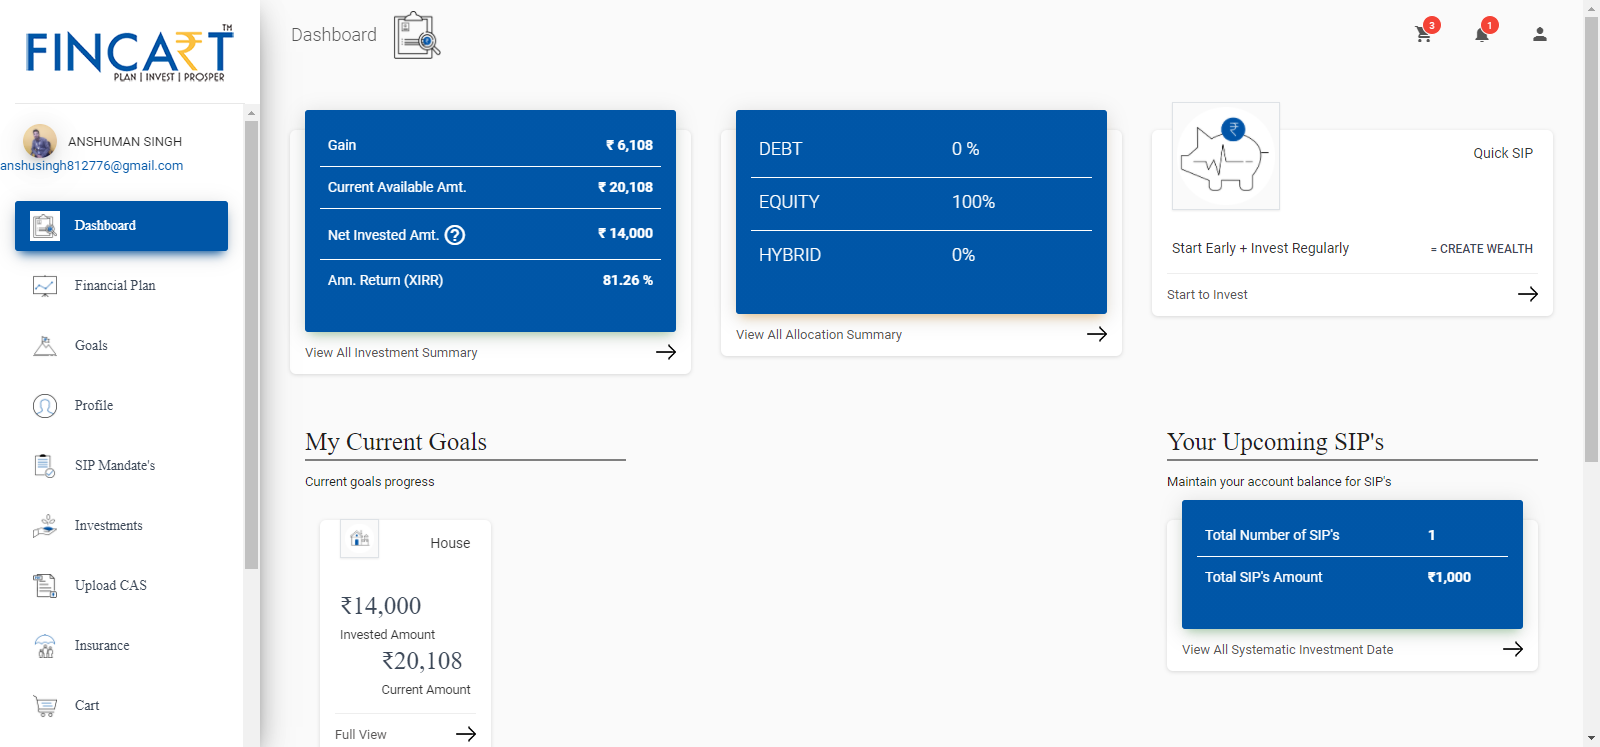 FINCART
TM
PLAN | INVEST | PROSPER
ANSHUMAN SINGH
anshusingh812776@gmail.com
Dashboard
Financial Plan
Goals
Profile
SIP Mandate's
Investments
Upload CAS
Insurance
Cart
Dashboard
3
1
Gain ₹ 6,108
Current Available Amt. ₹ 20,108
Net Invested Amt. ? ₹ 14,000
Ann. Return (XIRR) 81.26 %
View All Investment Summary
DEBT 0 %
EQUITY 100%
HYBRID 0%
View All Allocation Summary
₹
Quick SIP
Start Early + Invest Regularly = CREATE WEALTH
Start to Invest
My Current Goals
Current goals progress
House
₹14,000
Invested Amount
₹20,108
Current Amount
Full View
Your Upcoming SIP's
Maintain your account balance for SIP's
Total Number of SIP's 1
Total SIP's Amount ₹1,000
View All Systematic Investment Date